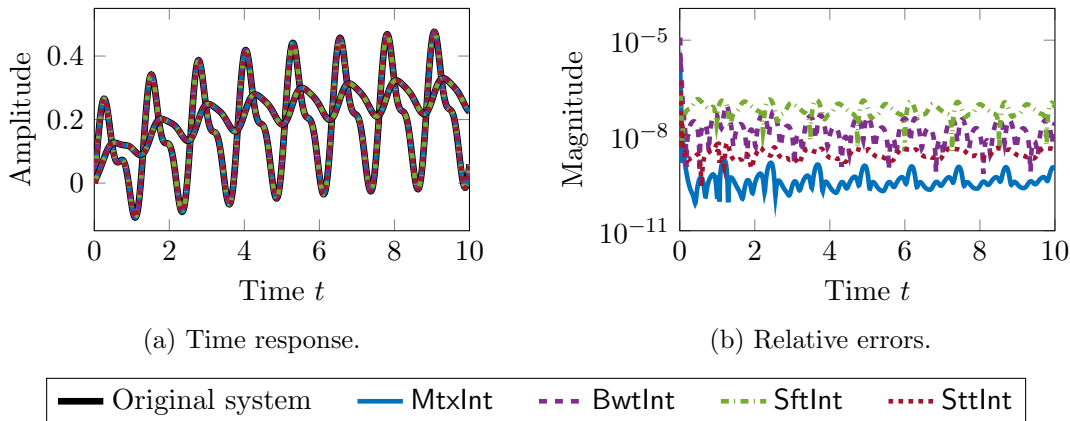 Amplitude
0.4
0.2
0
0 2 4 6 8 10
Time t
(a) Time response.
Magnitude
10^{-5}
10^{-8}
10^{-11}
0 2 4 6 8 10
Time t
(b) Relative errors.
Original system MtxInt BwtInt SftInt SttInt